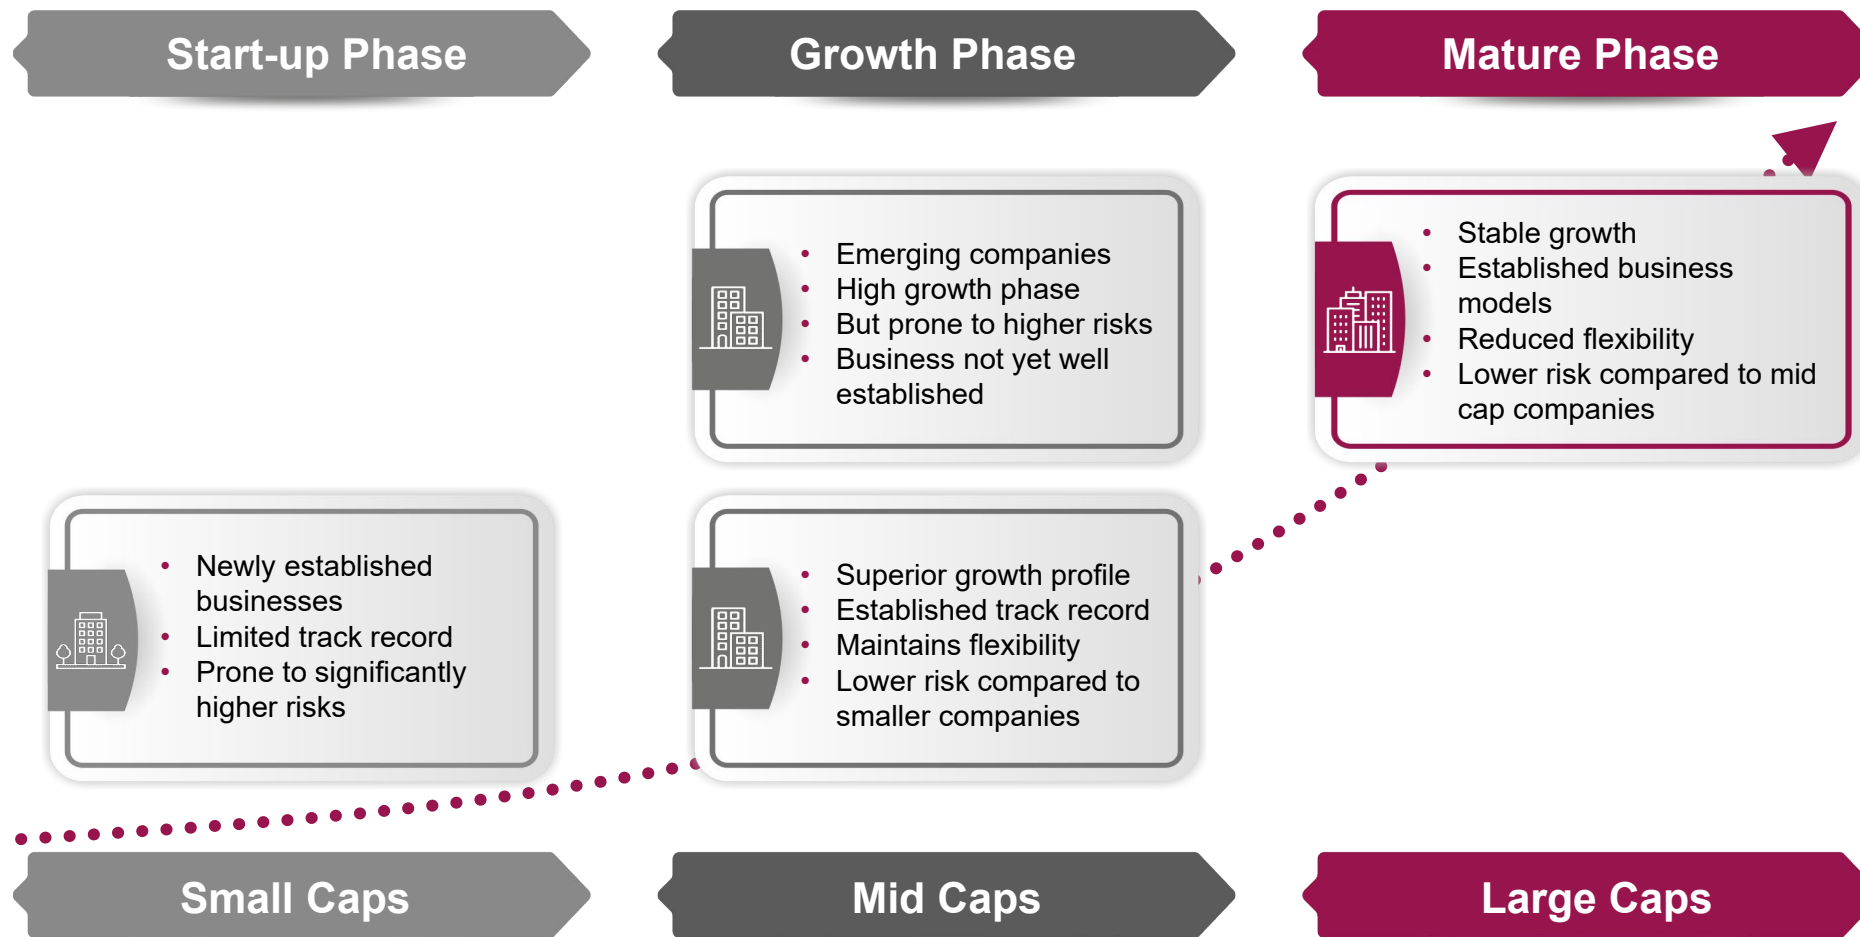 Start-up Phase
Growth Phase
Mature Phase
• Emerging companies
• High growth phase
• But prone to higher risks
• Business not yet well
established
• Stable growth
• Established business
models
• Reduced flexibility
• Lower risk compared to mid
cap companies
• Newly established
businesses
• Limited track record
• Prone to significantly
higher risks
• Superior growth profile
• Established track record
• Maintains flexibility
• Lower risk compared to
smaller companies
Small Caps
Mid Caps
Large Caps